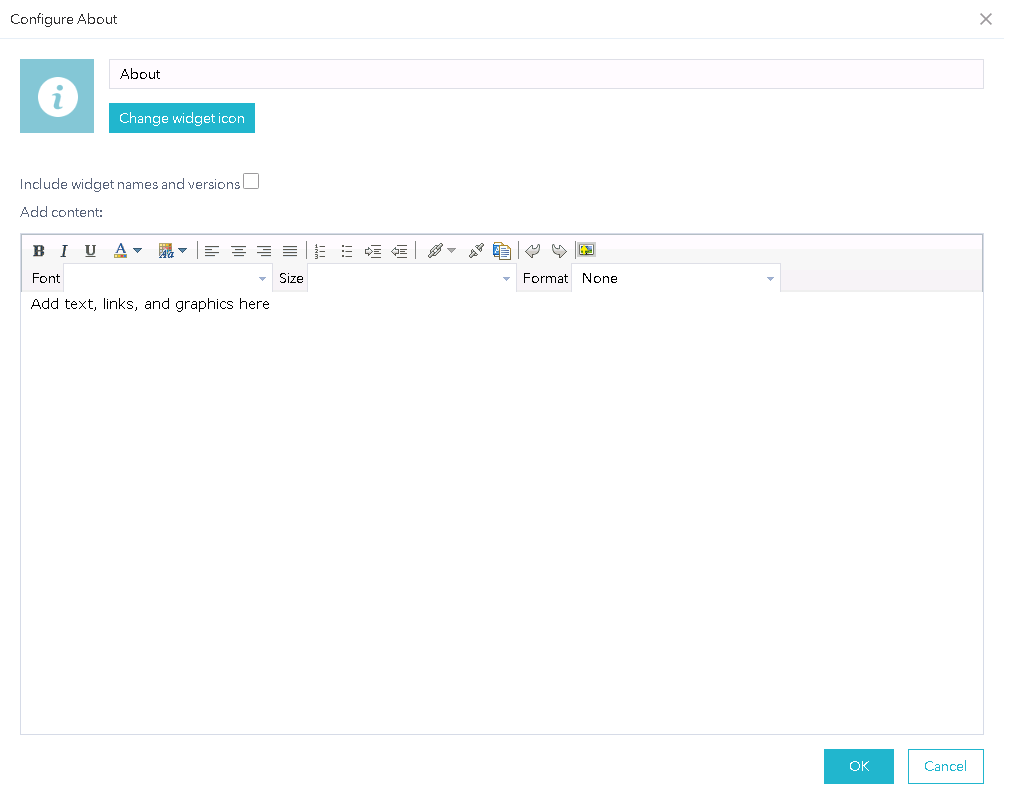 Configure About
About
Change widget icon
Include widget names and versions
Add content:
B I U A
Font Size Format None
Add text, links, and graphics here
OK Cancel